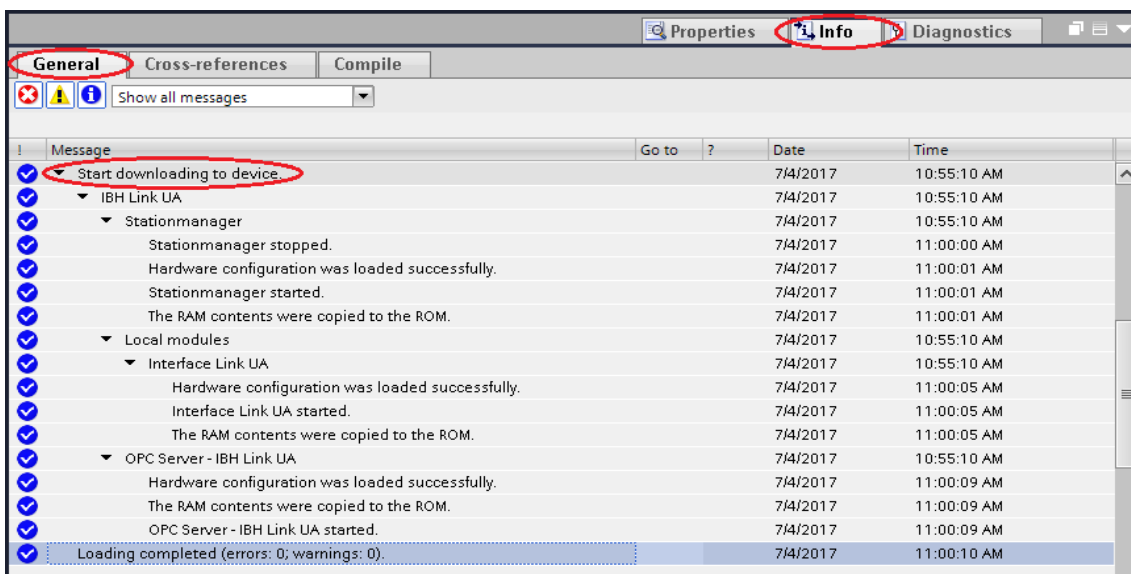 Properties Info Diagnostics
General Cross-references Compile
Show all messages
! Message Go to ? Date Time
Start downloading to device. 7/4/2017 10:55:10 AM
IBH Link UA 7/4/2017 10:55:10 AM
Stationmanager 7/4/2017 10:55:10 AM
Stationmanager stopped. 7/4/2017 11:00:00 AM
Hardware configuration was loaded successfully. 7/4/2017 11:00:01 AM
Stationmanager started. 7/4/2017 11:00:01 AM
The RAM contents were copied to the ROM. 7/4/2017 11:00:01 AM
Local modules 7/4/2017 10:55:10 AM
Interface Link UA 7/4/2017 10:55:10 AM
Hardware configuration was loaded successfully. 7/4/2017 11:00:05 AM
Interface Link UA started. 7/4/2017 11:00:05 AM
The RAM contents were copied to the ROM. 7/4/2017 11:00:05 AM
OPC Server - IBH Link UA 7/4/2017 10:55:10 AM
Hardware configuration was loaded successfully. 7/4/2017 11:00:09 AM
The RAM contents were copied to the ROM. 7/4/2017 11:00:09 AM
OPC Server - IBH Link UA started. 7/4/2017 11:00:09 AM
Loading completed (errors: 0; warnings: 0). 7/4/2017 11:00:10 AM